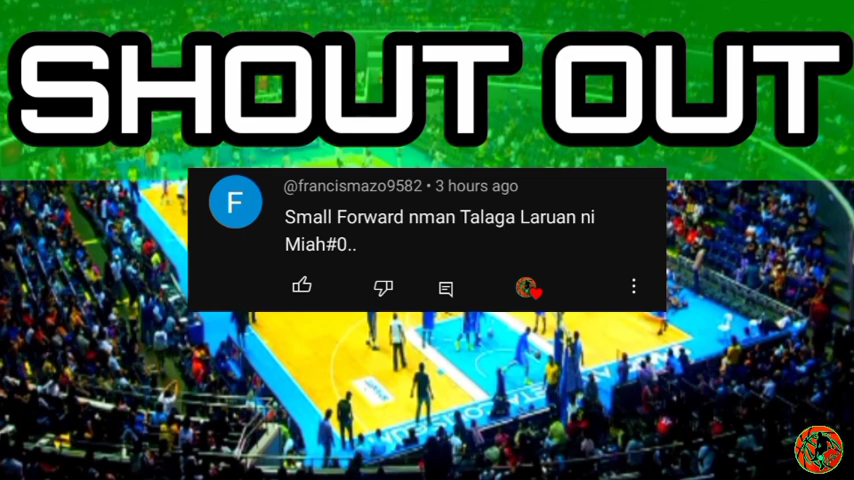 SHOUT OUT
F
@francismazo9582 • 3 hours ago
Small Forward nman Talaga Laruan ni
Miah#0..